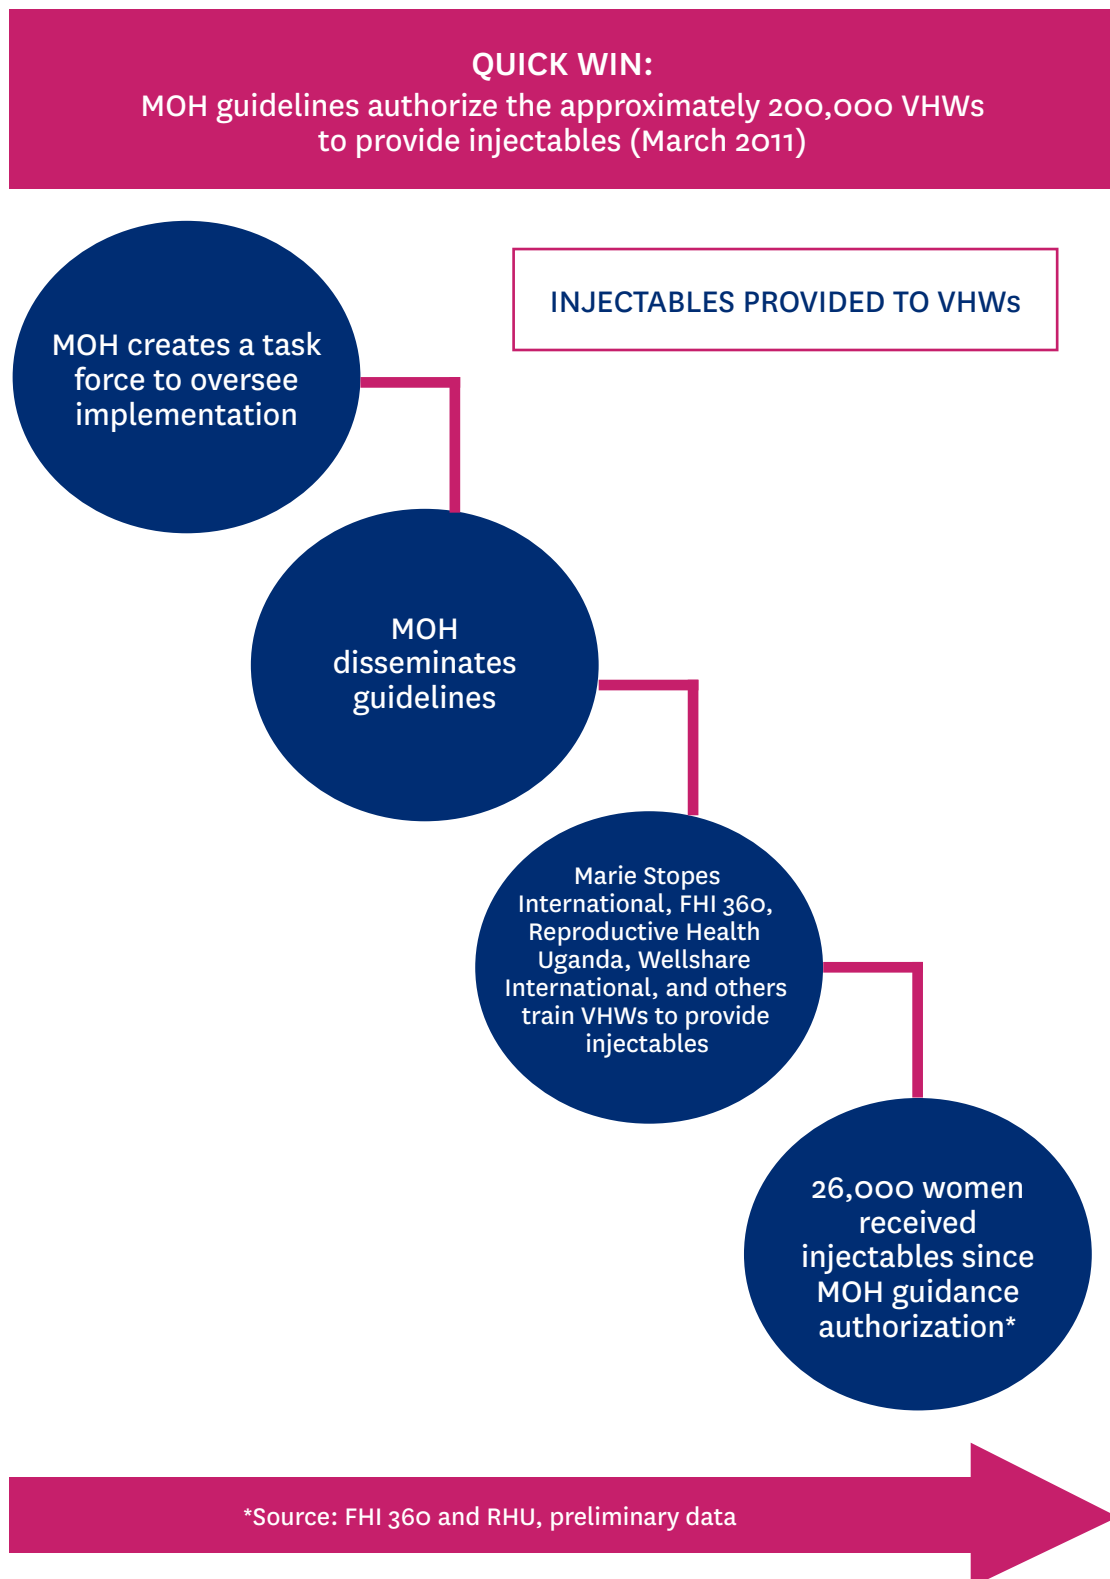 QUICK WIN:
MOH guidelines authorize the approximately 200,000 VHWs
to provide injectables (March 2011)
INJECTABLES PROVIDED TO VHWs
MOH creates a task
force to oversee
implementation
MOH
disseminates
guidelines
Marie Stopes
International, FHI 360,
Reproductive Health
Uganda, Wellshare
International, and others
train VHWs to provide
injectables
26,000 women
received
injectables since
MOH guidance
authorization*
*Source: FHI 360 and RHU, preliminary data